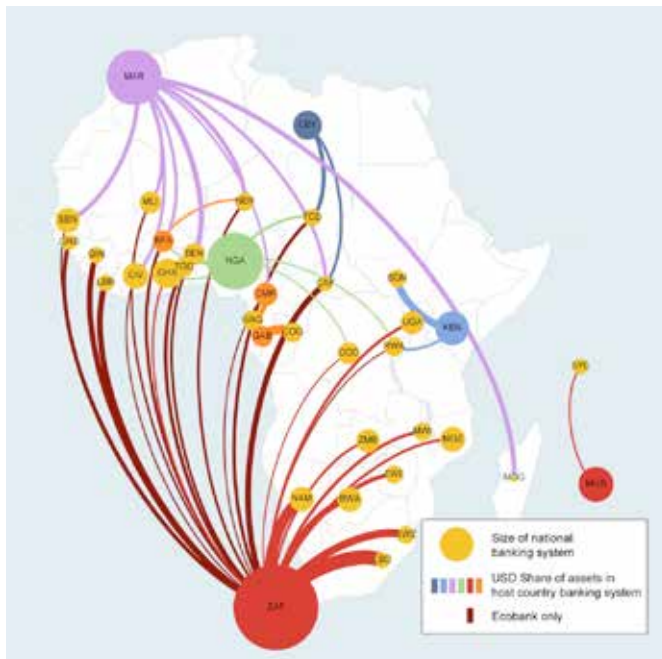 MAR
LBY
MLI
NER
SEN
TCD
BFA
GIN
BEN
NGA
TGO
LBR
CIV
GHA
CAF
SDN
CMR
UGA
KEN
GNQ
GAB
COG
COD
RWA
SYC
ZMB
MWI
MOZ
MDG
ZWE
MUS
NAM
BWA
SWZ
LSO
ZAF
Size of national
banking system
USD Share of assets in
host country banking system
Ecobank only